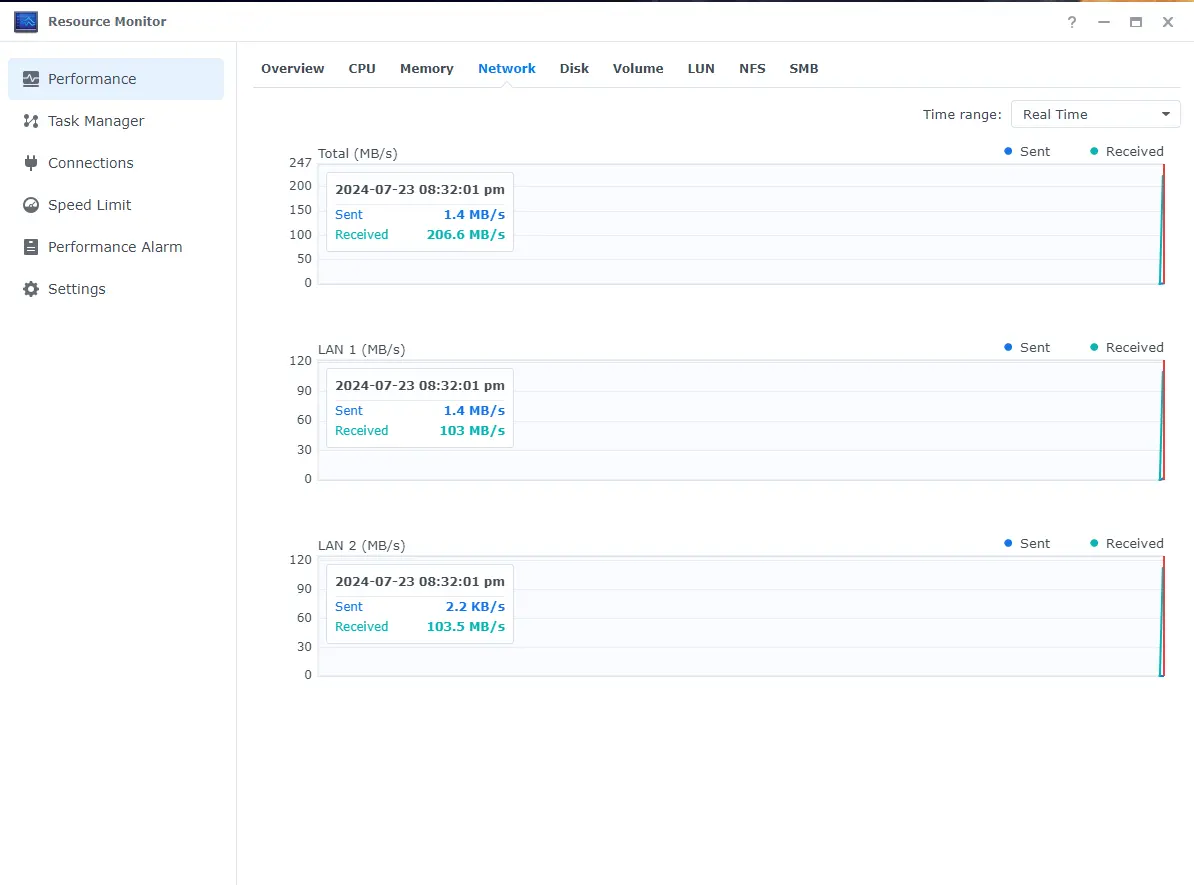 Resource Monitor
?
Performance
Task Manager
Connections
Speed Limit
Performance Alarm
Settings
Overview CPU Memory Network Disk Volume LUN NFS SMB
Time range: Real Time
Total (MB/s) Sent Received
247
200
150
100
50
0
2024-07-23 08:32:01 pm
Sent 1.4 MB/s
Received 206.6 MB/s
LAN 1 (MB/s) Sent Received
120
90
60
30
0
2024-07-23 08:32:01 pm
Sent 1.4 MB/s
Received 103 MB/s
LAN 2 (MB/s) Sent Received
120
90
60
30
0
2024-07-23 08:32:01 pm
Sent 2.2 KB/s
Received 103.5 MB/s